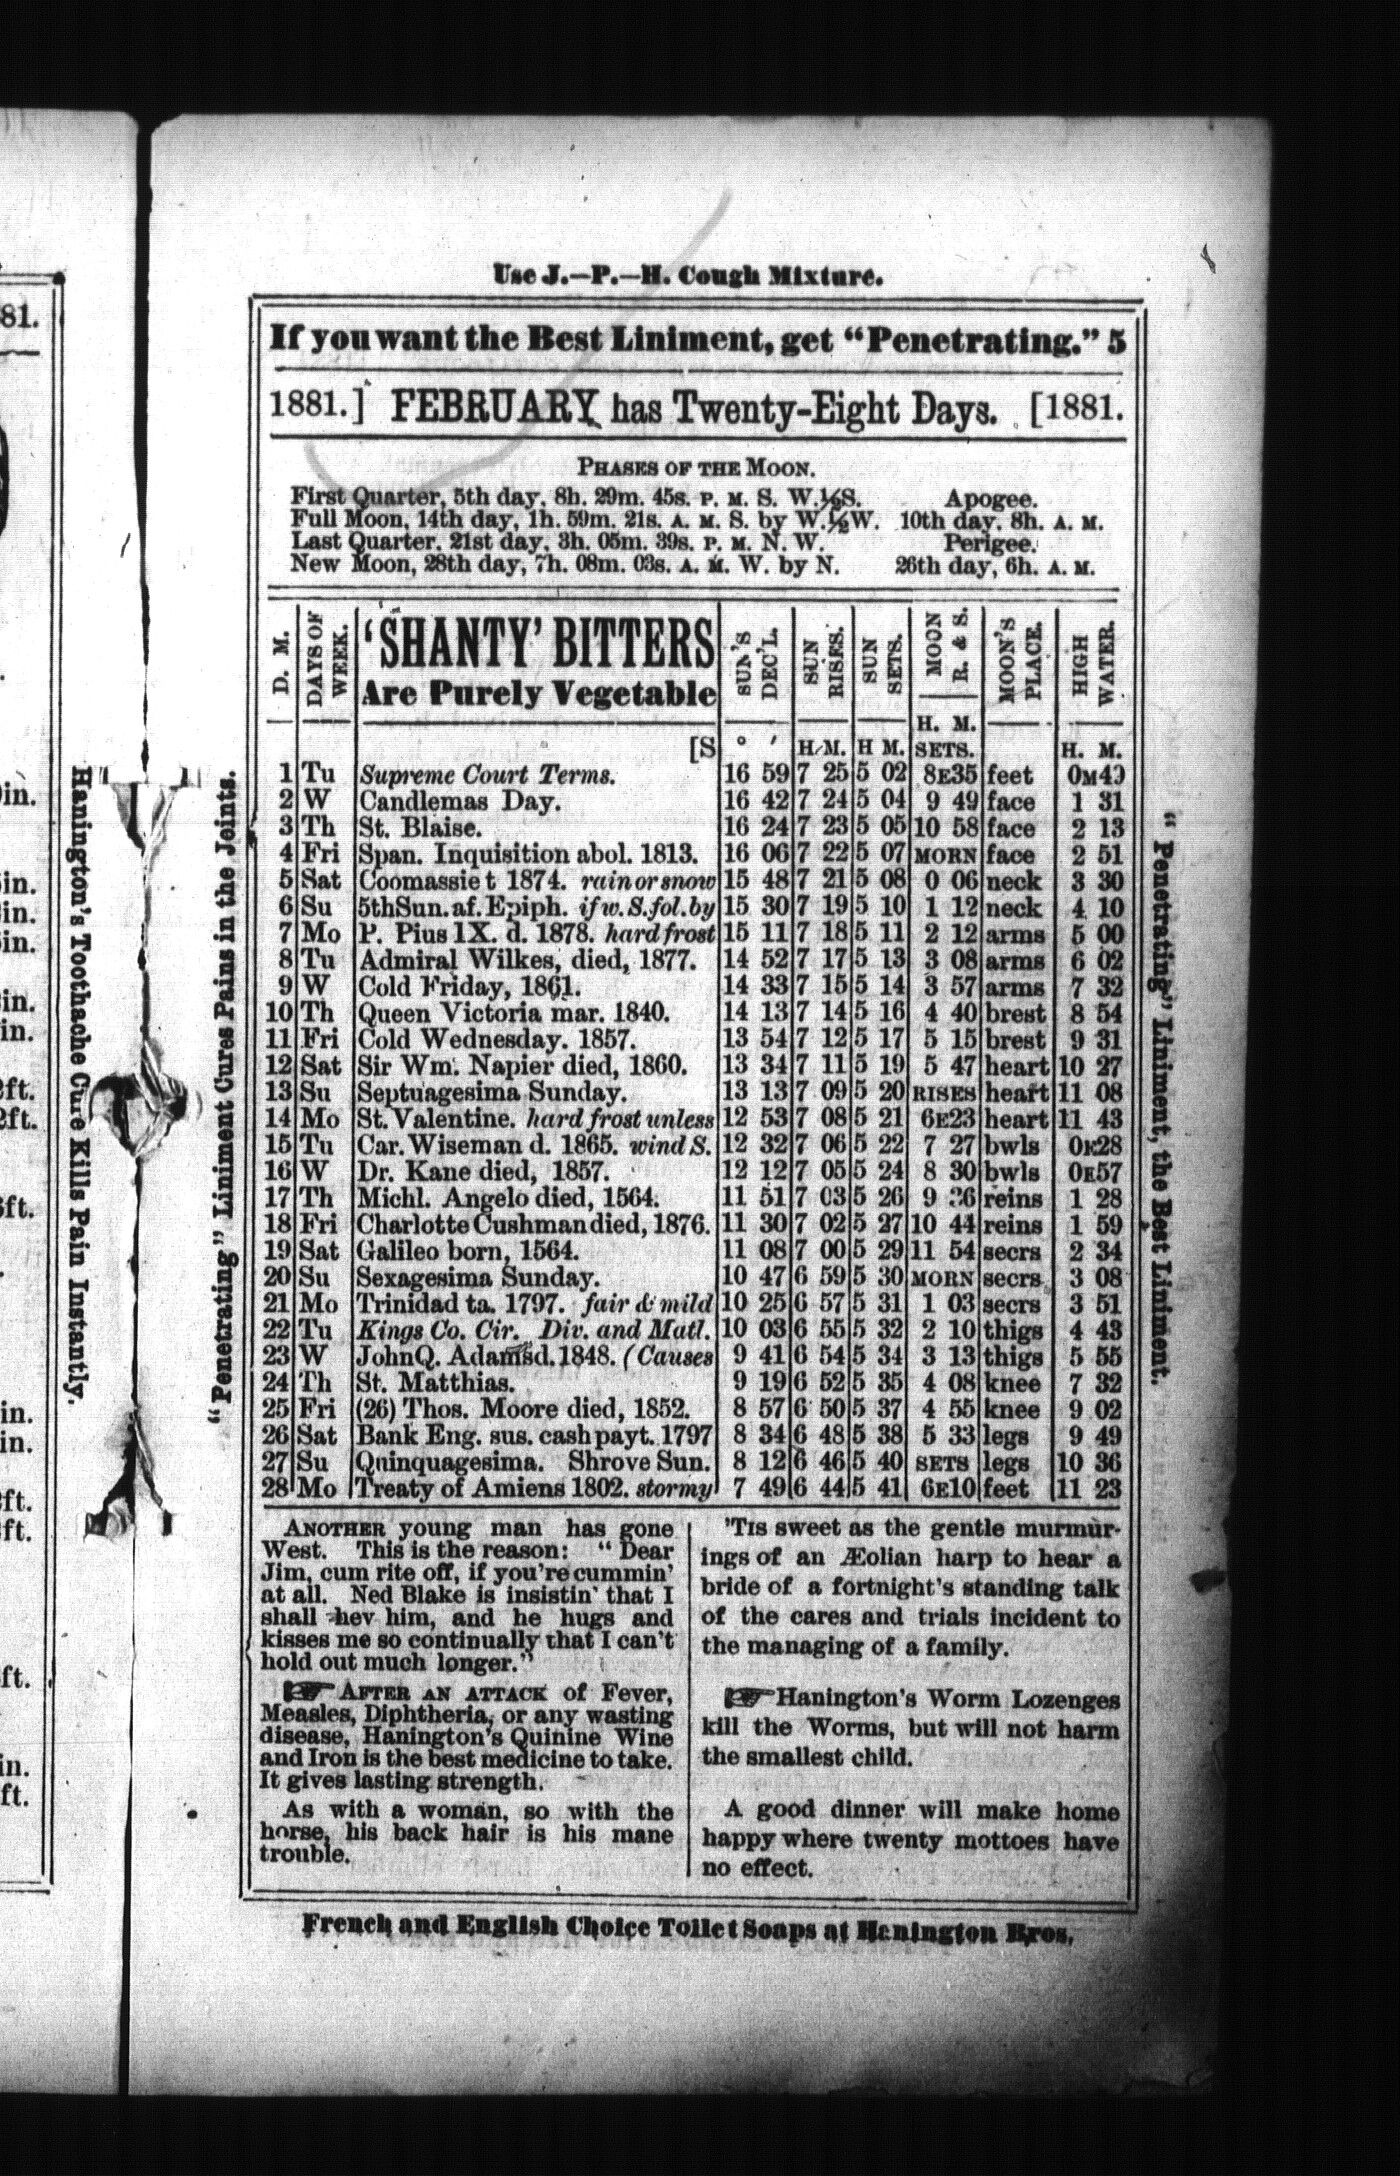 Use J.—P.—H. Cough Mixture.
If you want the Best Liniment, get “Penetrating.” 5
1881.] FEBRUARY has Twenty-Eight Days. [1881.
PHASES OF THE MOON.
First Quarter, 5th day, 8h. 29m. 45s. P. M. S. W.½S. Apogee.
Full Moon, 14th day, 1h. 59m. 21s. A. M. S. by W.½W. 10th day. 8h. A. M.
Last Quarter. 21st day, 3h. 05m. 39s. P. M. N. W. Perigee.
New Moon, 28th day, 7h. 08m. 03s. A. M. W. by N. 26th day, 6h. A. M.
D. M. DAYS OF WEEK. ‘SHANTY’ BITTERS SUN'S DEC'L. SUN RISES. SUN SETS. MOON R. & S. MOON'S PLACE. HIGH WATER.
Are Purely Vegetable
H. M.
[S ° ′ H. M. H M. SETS. H. M.
1 Tu Supreme Court Terms. 16 59 7 25 5 02 8E35 feet 0M49
2 W Candlemas Day. 16 42 7 24 5 04 9 49 face 1 31
3 Th St. Blaise. 16 24 7 23 5 05 10 58 face 2 13
4 Fri Span. Inquisition abol. 1813. 16 06 7 22 5 07 MORN face 2 51
5 Sat Coomassie t 1874. rain or snow 15 48 7 21 5 08 0 06 neck 3 30
6 Su 5th Sun. af. Epiph. if w. S. fol. by 15 30 7 19 5 10 1 12 neck 4 10
7 Mo P. Pius IX. d. 1878. hard frost 15 11 7 18 5 11 2 12 arms 5 00
8 Tu Admiral Wilkes, died, 1877. 14 52 7 17 5 13 3 08 arms 6 02
9 W Cold Friday, 1861. 14 33 7 15 5 14 3 57 arms 7 32
10 Th Queen Victoria mar. 1840. 14 13 7 14 5 16 4 40 brest 8 54
11 Fri Cold Wednesday. 1857. 13 54 7 12 5 17 5 15 brest 9 31
12 Sat Sir Wm. Napier died, 1860. 13 34 7 11 5 19 5 47 heart 10 27
13 Su Septuagesima Sunday. 13 13 7 09 5 20 RISES heart 11 08
14 Mo St. Valentine. hard frost unless 12 53 7 08 5 21 6E23 heart 11 43
15 Tu Car. Wiseman d. 1865. wind S. 12 32 7 06 5 22 7 27 bwls 0E28
16 W Dr. Kane died, 1857. 12 12 7 05 5 24 8 30 bwls 0E57
17 Th Michl. Angelo died, 1564. 11 51 7 03 5 26 9 reins 1 28
18 Fri Charlotte Cushman died, 1876. 11 30 7 02 5 27 10 44 reins 1 59
19 Sat Galileo born, 1564. 11 08 7 00 5 29 11 54 secrs 2 34
20 Su Sexagesima Sunday. 10 47 6 59 5 30 MORN secrs 3 08
21 Mo Trinidad ta. 1797. fair & mild 10 25 6 57 5 31 1 03 secrs 3 51
22 Tu Kings Co. Cir. Div. and Matl. 10 03 6 55 5 32 2 10 thigs 4 43
23 W John Q. Adams d. 1848. (Causes 9 41 6 54 5 34 3 13 thigs 5 55
24 Th St. Matthias. 9 19 6 52 5 35 4 08 knee 7 32
25 Fri (26) Thos. Moore died, 1852. 8 57 6 50 5 37 4 55 knee 9 02
26 Sat Bank Eng. sus. cash payt. 1797 8 34 6 48 5 38 5 33 legs 9 49
27 Su Quinquagesima. Shrove Sun. 8 12 6 46 5 40 SETS legs 10 36
28 Mo Treaty of Amiens 1802. stormy 7 49 6 44 5 41 6E10 feet 11 23
ANOTHER young man has gone
West. This is the reason: “Dear
Jim, cum rite off, if you're cummin'
at all. Ned Blake is insistin' that I
shall hev him, and he hugs and
kisses me so continually that I can't
hold out much longer.”
☞ AFTER AN ATTACK of Fever,
Measles, Diphtheria, or any wasting
disease, Hanington's Quinine Wine
and Iron is the best medicine to take.
It gives lasting strength.
As with a woman, so with the
horse, his back hair is his mane
trouble.
'TIS sweet as the gentle murmur-
ings of an Æolian harp to hear a
bride of a fortnight's standing talk
of the cares and trials incident to
the managing of a family.
☞ Hanington's Worm Lozenges
kill the Worms, but will not harm
the smallest child.
A good dinner will make home
happy where twenty mottoes have
no effect.
French and English Choice Toilet Soaps at Hanington Bros.
“Penetrating” Liniment Cures Pains in the Joints.
“Penetrating” Liniment, the Best Liniment.
Hanington's Toothache Cure Kills Pain Instantly.
81.
in.
in.
in.
in.
in.
in.
2ft.
2ft.
ft.
in.
in.
ft.
ft.
ft.
in.
ft.